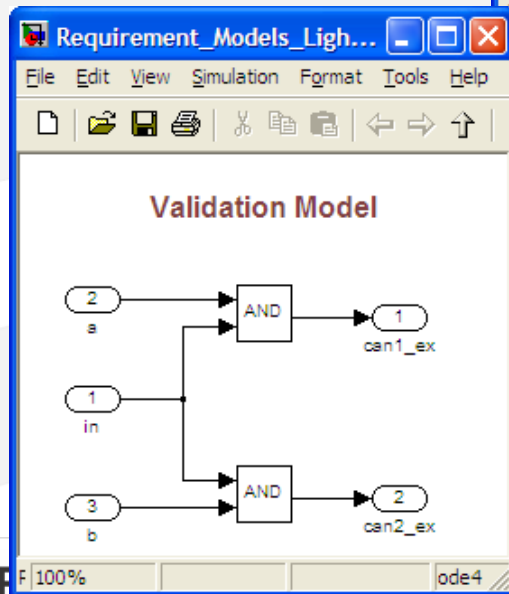 Requirement_Models_Ligh...
File Edit View Simulation Format Tools Help
Validation Model
2
a
AND
1
can1_ex
1
in
3
b
AND
2
can2_ex
F 100% ode4